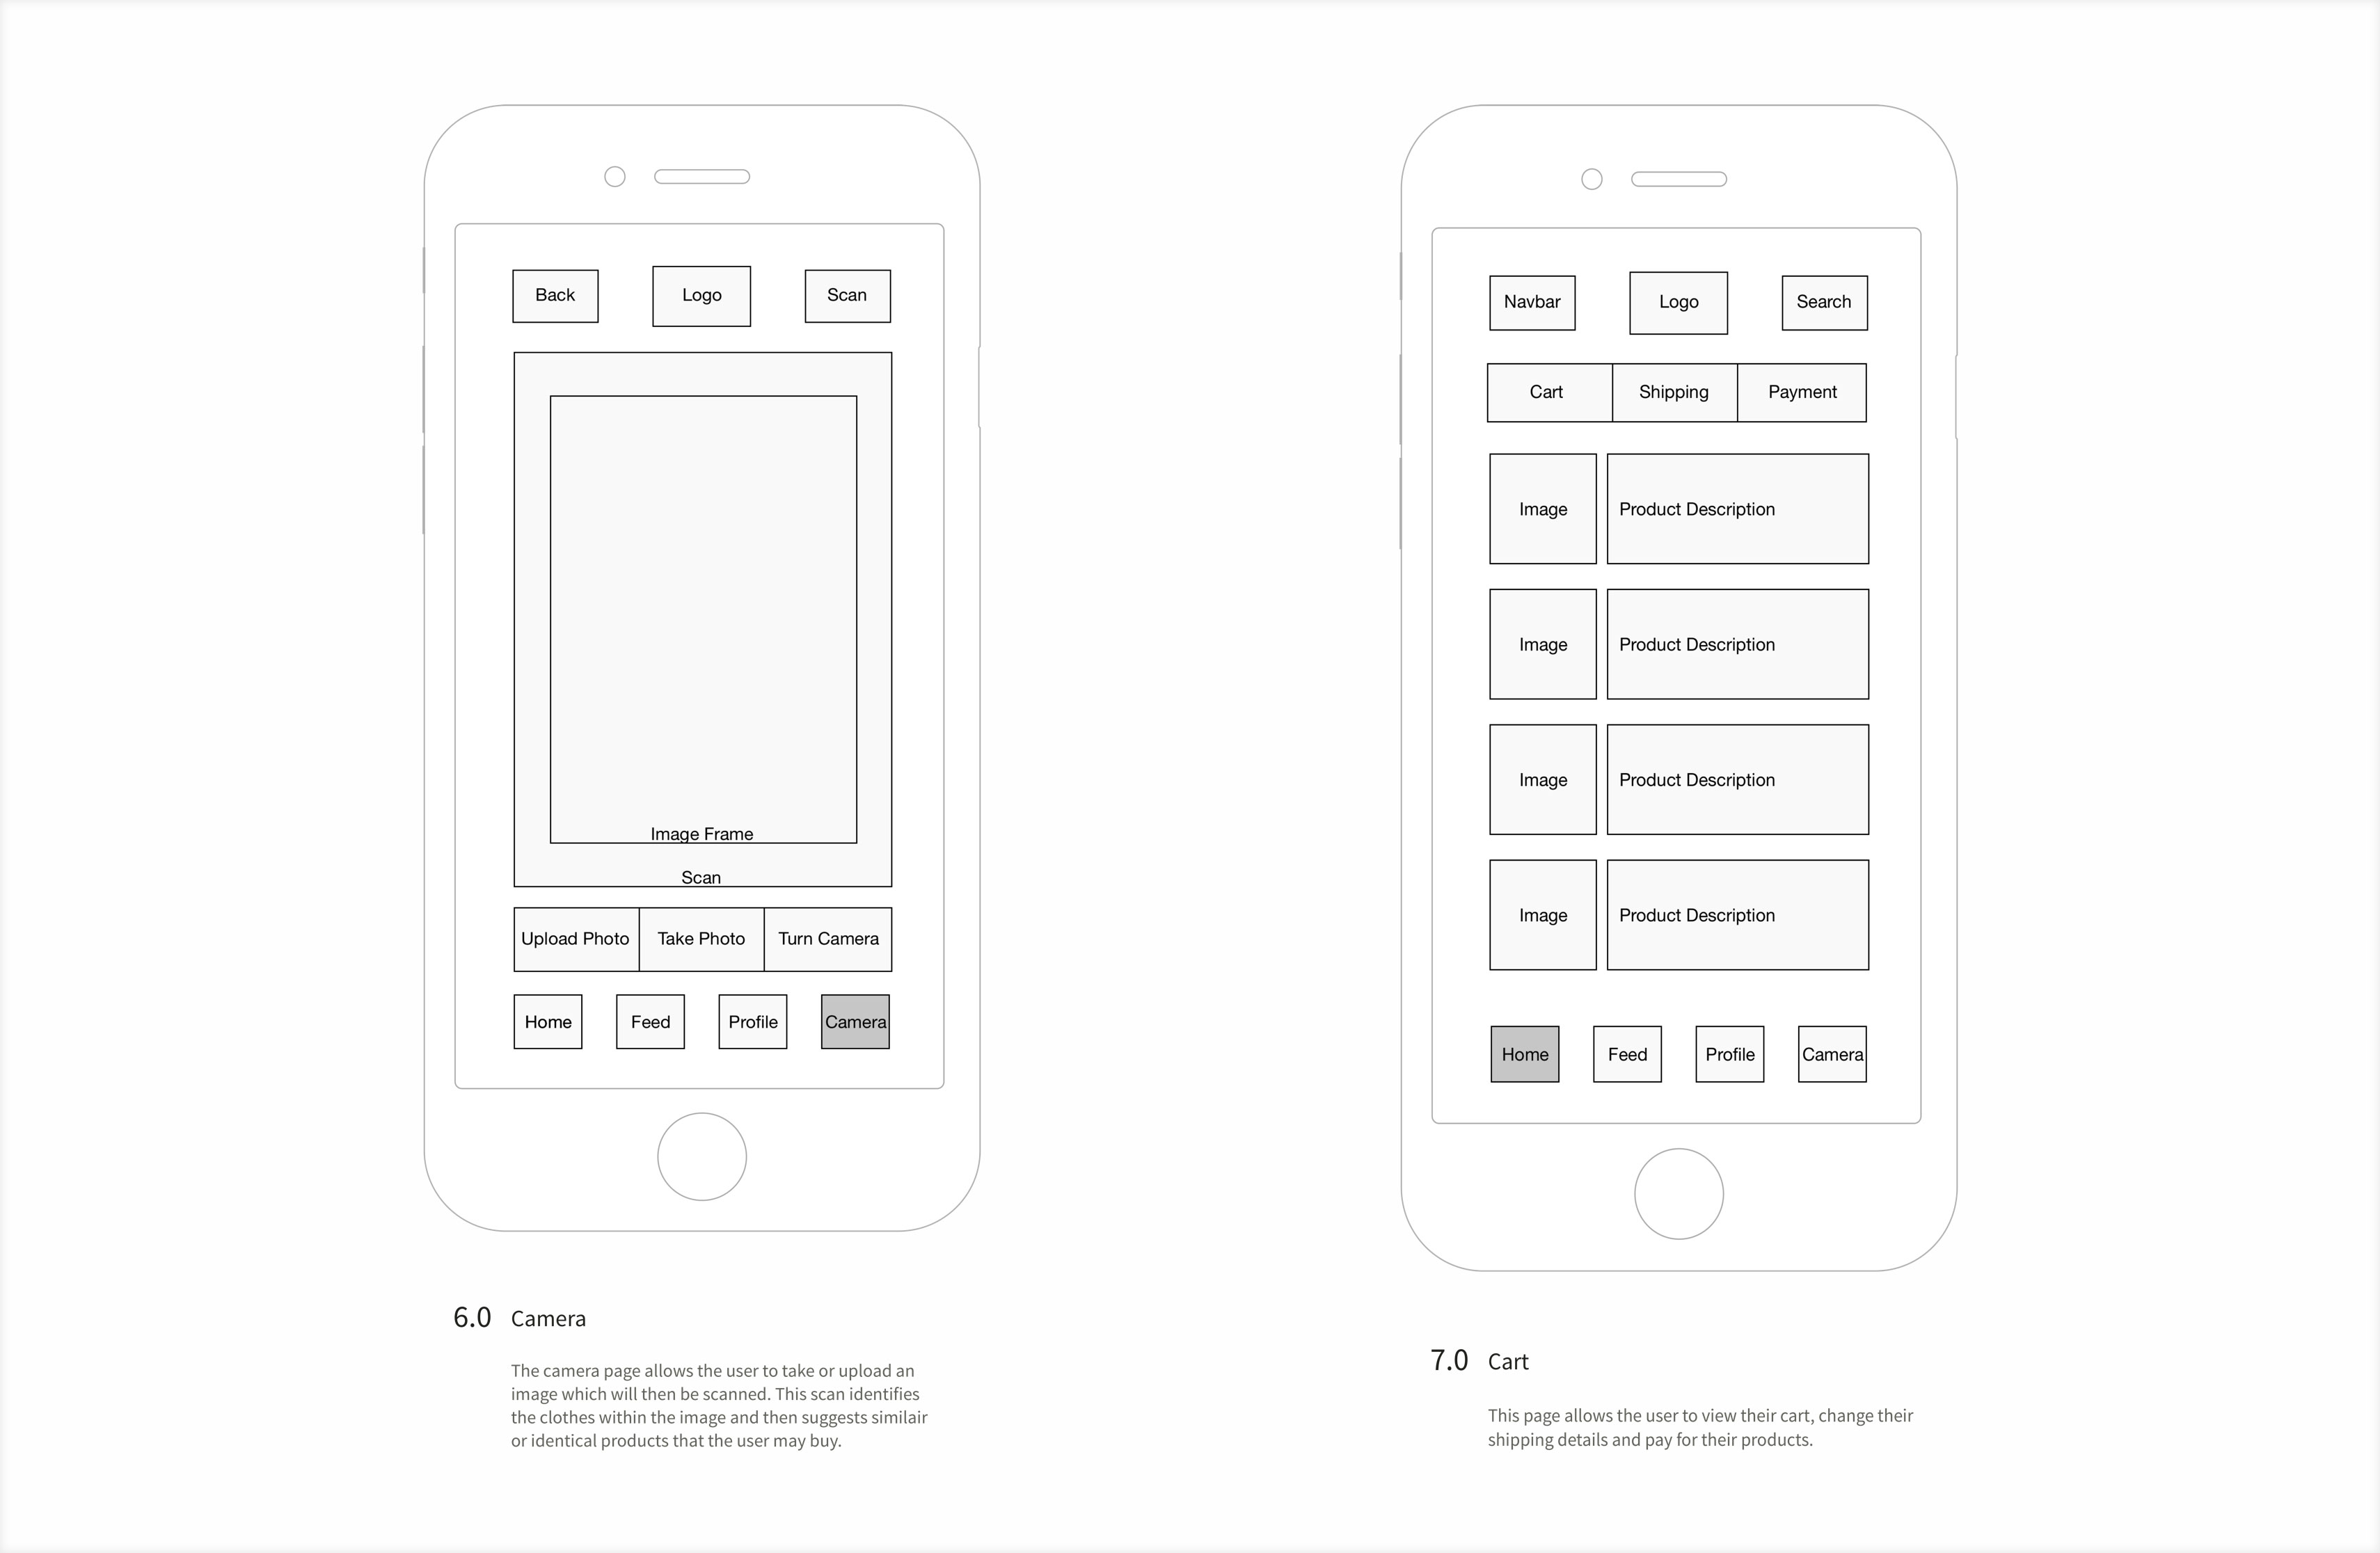 Back
Logo
Scan
Image Frame
Scan
Upload Photo
Take Photo
Turn Camera
Home
Feed
Profile
Camera
6.0 Camera
The camera page allows the user to take or upload an
image which will then be scanned. This scan identifies
the clothes within the image and then suggests similair
or identical products that the user may buy.
Navbar
Logo
Search
Cart
Shipping
Payment
Image
Product Description
Image
Product Description
Image
Product Description
Image
Product Description
Home
Feed
Profile
Camera
7.0 Cart
This page allows the user to view their cart, change their
shipping details and pay for their products.